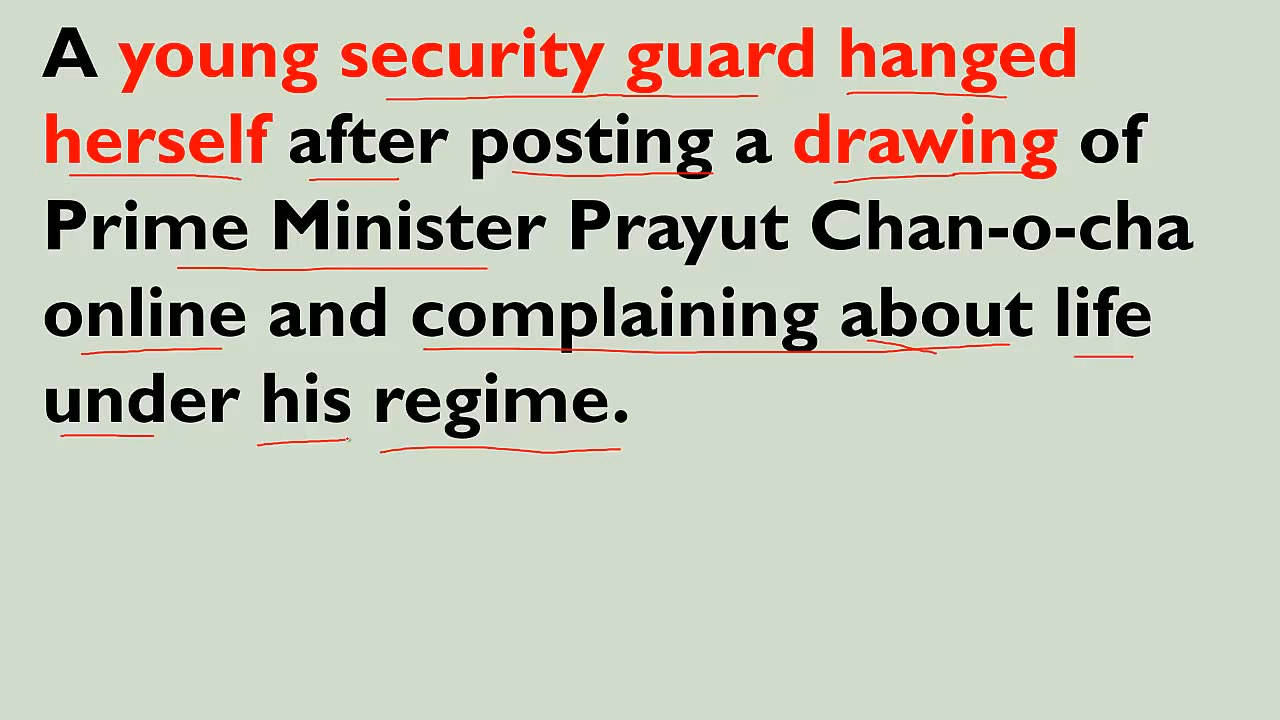 A young security guard hanged
herself after posting a drawing of
Prime Minister Prayut Chan-o-cha
online and complaining about life
under his regime.